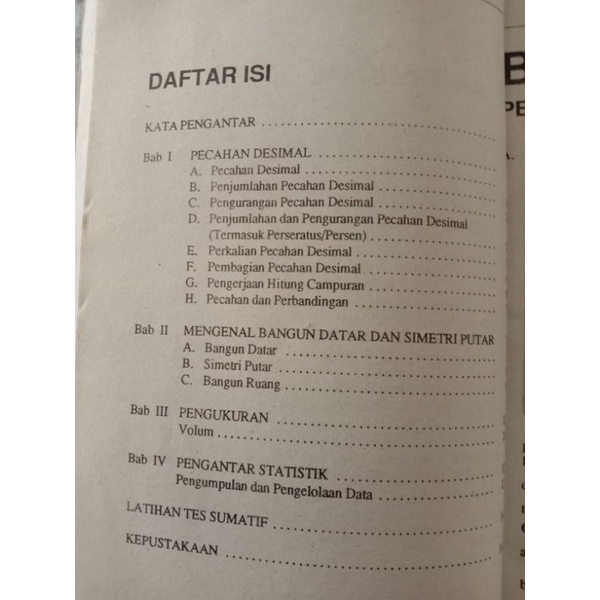 DAFTAR ISI
KATA PENGANTAR ........................
Bab I PECAHAN DESIMAL ........................
A. Pecahan Desimal ........................
B. Penjumlahan Pecahan Desimal ........................
C. Pengurangan Pecahan Desimal ........................
D. Penjumlahan dan Pengurangan Pecahan Desimal
(Termasuk Perseratus/Persen) ........................
E. Perkalian Pecahan Desimal ........................
F. Pembagian Pecahan Desimal ........................
G. Pengerjaan Hitung Campuran ........................
H. Pecahan dan Perbandingan ........................
Bab II MENGENAL BANGUN DATAR DAN SIMETRI PUTAR
A. Bangun Datar ........................
B. Simetri Putar ........................
C. Bangun Ruang ........................
Bab III PENGUKURAN ........................
Volum ........................
Bab IV PENGANTAR STATISTIK ........................
Pengumpulan dan Pengelolaan Data ........................
LATIHAN TES SUMATIF ........................
KEPUSTAKAAN ........................